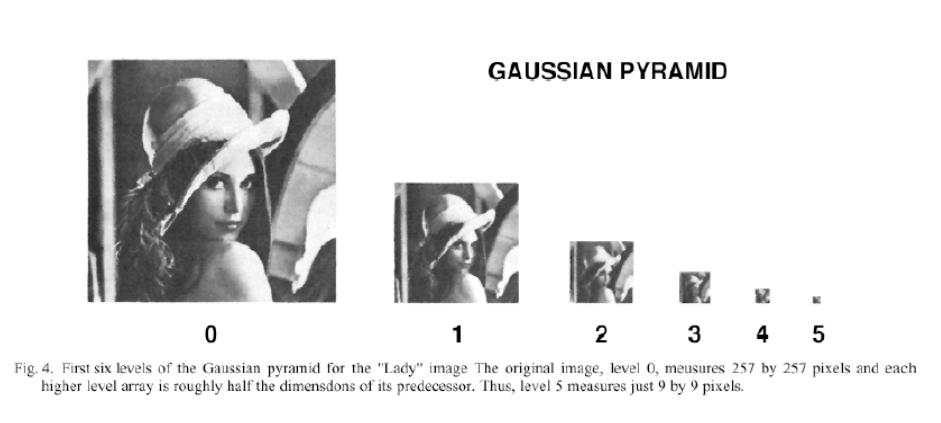 GAUSSIAN PYRAMID
0 1 2 3 4 5
Fig. 4. First six levels of the Gaussian pyramid for the "Lady" image The original image, level 0, meusures 257 by 257 pixels and each
higher level array is roughly half the dimensdons of its predecessor. Thus, level 5 measures just 9 by 9 pixels.